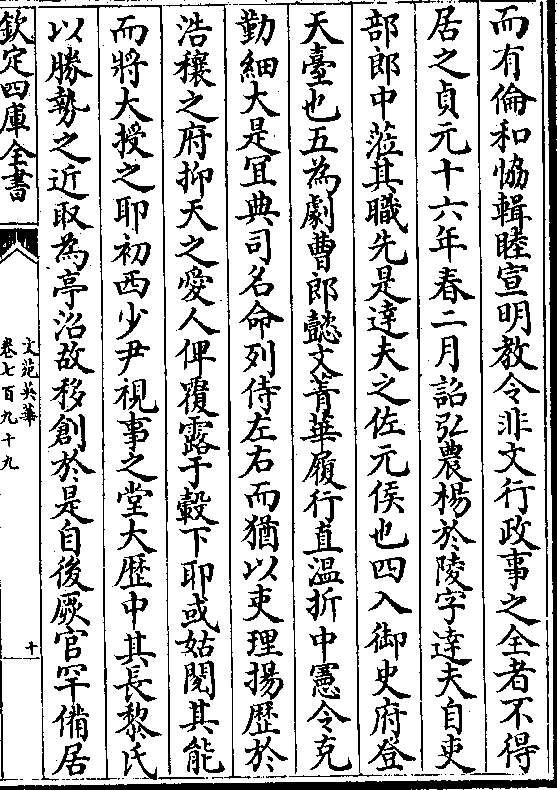 而有倫和恊輯睦宣明教令非文行政事之全者不得
居之貞元十六年春二月詔弘農楊於陵字達夫自吏
部郎中蒞其職先是達夫之佐元侯也四入御史府登
天臺也五為劇曹郎懿文菁華履行直温折中憲令克
勤細大是冝典司名命列侍左右而猶以吏理揚歴於
浩穰之府抑天之愛人俾覆露于轂下耶或姑閱其能
而將大授之耶初西少尹視事之堂大歴中其長黎氏
以勝勢之近取為亭沼故移創於是自後厥官罕備居
欽定四庫全書
文苑英華
卷七百九十九
十